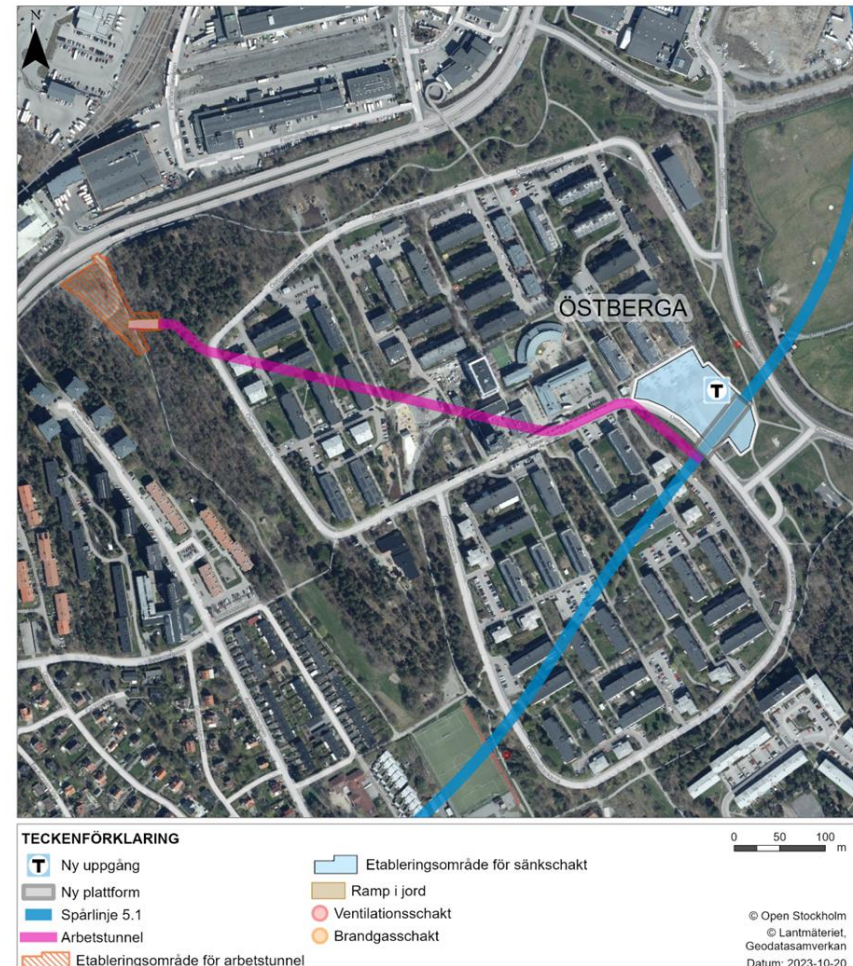 N
ÖSTBERGA
T
TECKENFÖRKLARING
T Ny uppgång
Ny plattform
Spårlinje 5.1
Arbetstunnel
Etableringsområde för arbetstunnel
Etableringsområde för sänkschakt
Ramp i jord
Ventilationsschakt
Brandgasschakt
0 50 100
m
© Open Stockholm
© Lantmäteriet,
Geodatasamverkan
Datum: 2023-10-20